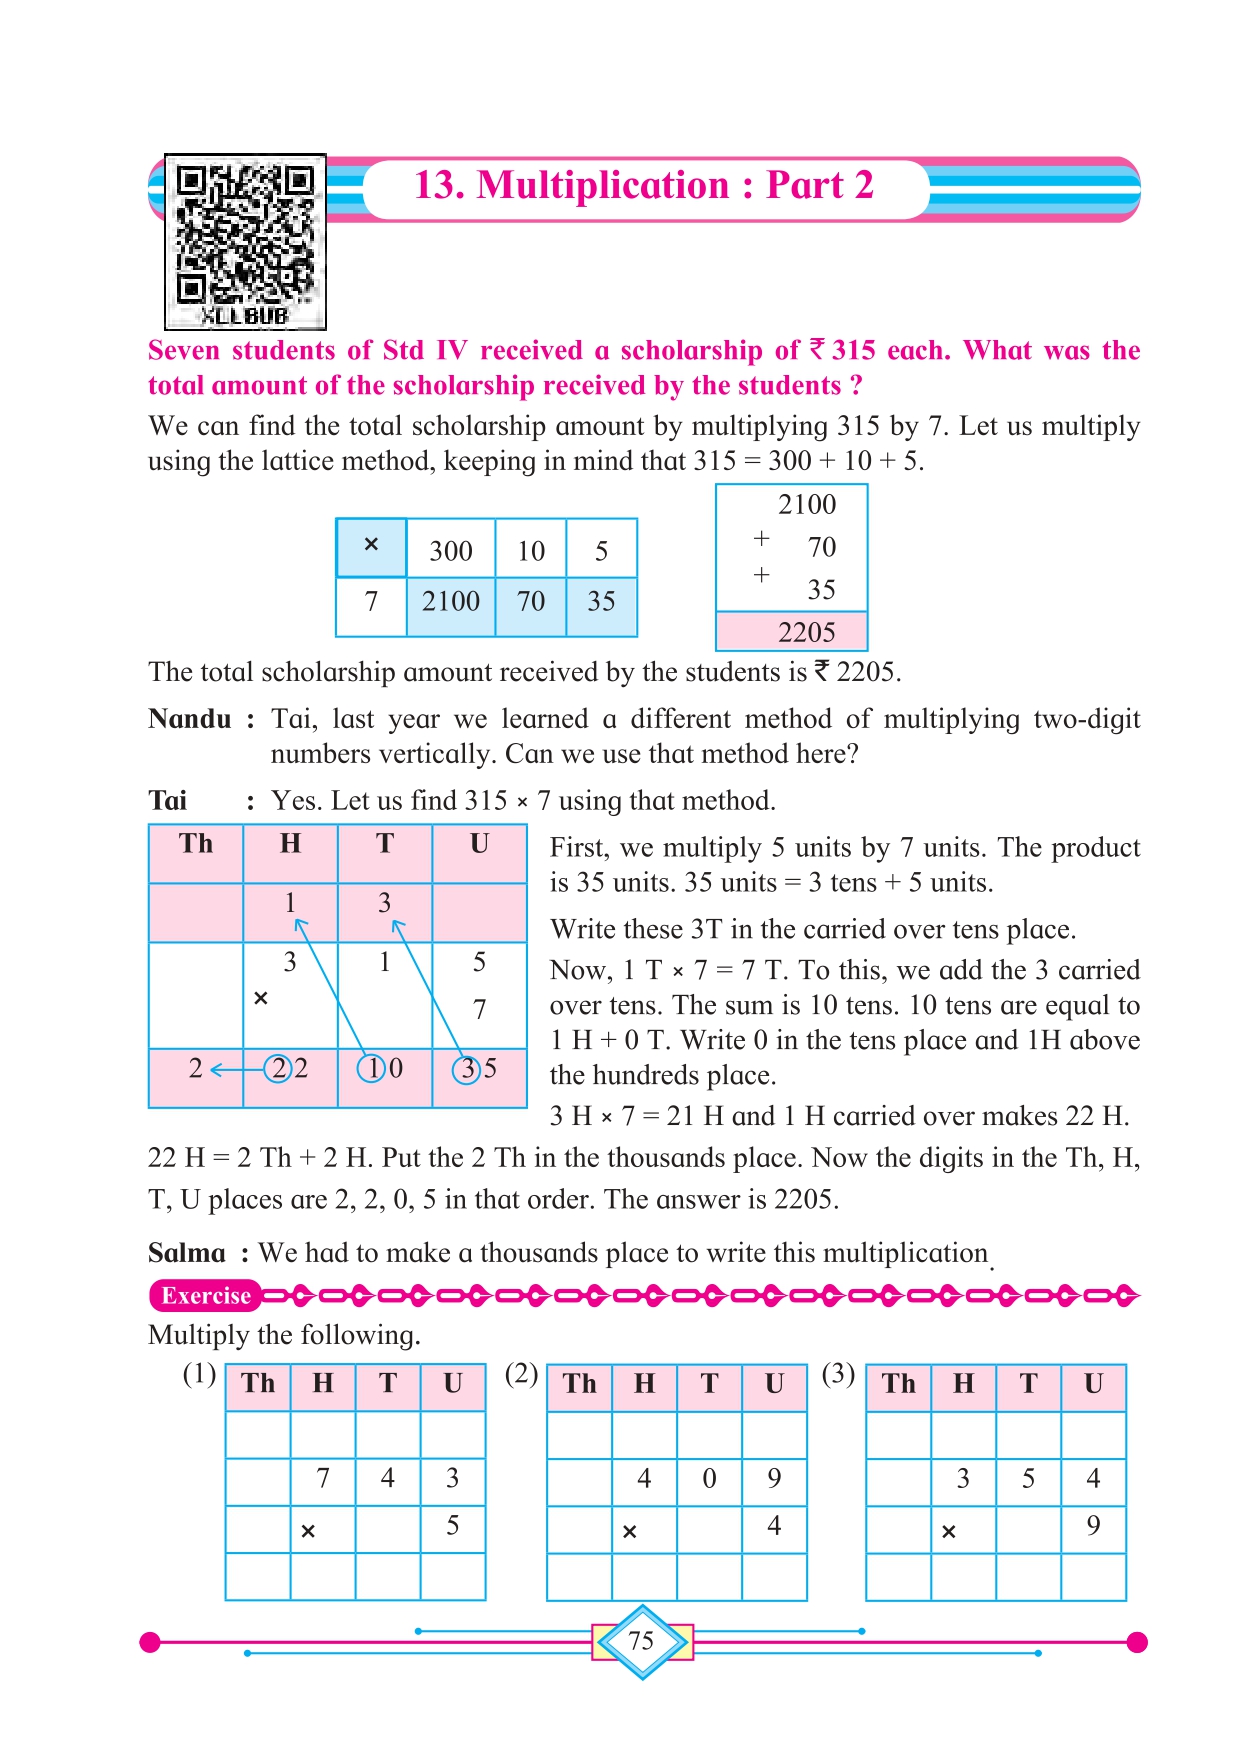 13. Multiplication : Part 2
XLLBUB
Seven students of Std IV received a scholarship of ₹ 315 each. What was the
total amount of the scholarship received by the students ?
We can find the total scholarship amount by multiplying 315 by 7. Let us multiply
using the lattice method, keeping in mind that 315 = 300 + 10 + 5.
× 300 10 5
7 2100 70 35
2100
+ 70
+ 35
2205
The total scholarship amount received by the students is ₹ 2205.
Nandu : Tai, last year we learned a different method of multiplying two-digit
numbers vertically. Can we use that method here?
Tai : Yes. Let us find 315 × 7 using that method.
Th H T U
1 3
3 1 5
× 7
2 22 10 35
First, we multiply 5 units by 7 units. The product
is 35 units. 35 units = 3 tens + 5 units.
Write these 3T in the carried over tens place.
Now, 1 T × 7 = 7 T. To this, we add the 3 carried
over tens. The sum is 10 tens. 10 tens are equal to
1 H + 0 T. Write 0 in the tens place and 1H above
the hundreds place.
3 H × 7 = 21 H and 1 H carried over makes 22 H.
22 H = 2 Th + 2 H. Put the 2 Th in the thousands place. Now the digits in the Th, H,
T, U places are 2, 2, 0, 5 in that order. The answer is 2205.
Salma : We had to make a thousands place to write this multiplication.
Exercise
Multiply the following.
(1) Th H T U
7 4 3
× 5
(2) Th H T U
4 0 9
× 4
(3) Th H T U
3 5 4
× 9
75